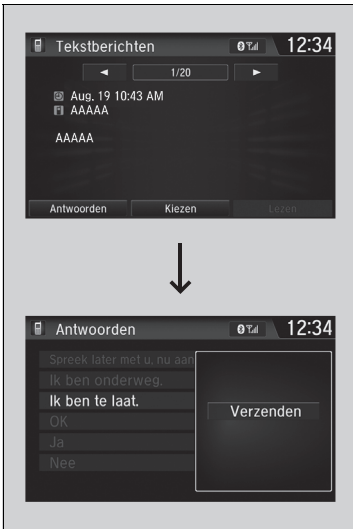 Tekstberichten 12:34
1/20
Aug. 19 10:43 AM
AAAAA
AAAAA
Antwoorden Kiezen Lezen
Antwoorden 12:34
Spreek later met u, nu aan
Ik ben onderweg.
Ik ben te laat.
Verzenden
OK
Ja
Nee